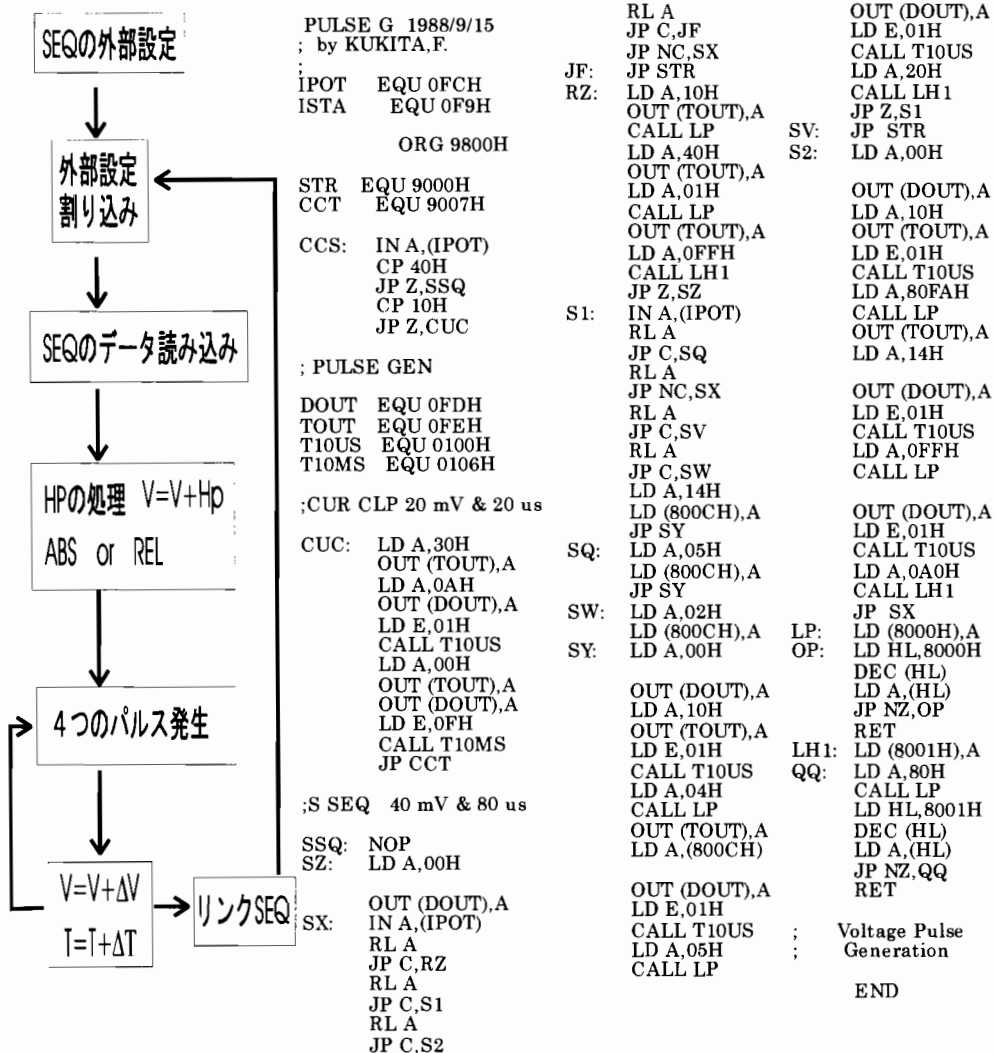 SEQの外部設定
外部設定
割り込み
SEQのデータ読み込み
HPの処理 V=V+Hp
ABS or REL
4つのパルス発生
V=V+ΔV
T=T+ΔT
リンクSEQ
PULSE G 1988/9/15
; by KUKITA,F.
;
IPOT EQU 0FCH
ISTA EQU 0F9H
ORG 9800H
STR EQU 9000H
CCT EQU 9007H
CCS: IN A,(IPOT)
CP 40H
JP Z,SSQ
CP 10H
JP Z,CUC
; PULSE GEN
DOUT EQU 0FDH
TOUT EQU 0FEH
T10US EQU 0100H
T10MS EQU 0106H
;CUR CLP 20 mV & 20 us
CUC: LD A,30H
OUT (TOUT),A
LD A,0AH
OUT (DOUT),A
LD E,01H
CALL T10US
LD A,00H
OUT (TOUT),A
OUT (DOUT),A
LD E,0FH
CALL T10MS
JP CCT
;S SEQ 40 mV & 80 us
SSQ: NOP
SZ: LD A,00H
OUT (DOUT),A
SX: IN A,(IPOT)
RL A
JP C,RZ
RL A
JP C,S1
RL A
JP C,S2
RL A
JP C,JF
JP NC,SX
JF: JP STR
RZ: LD A,10H
OUT (TOUT),A
CALL LP
LD A,40H
OUT (TOUT),A
LD A,01H
CALL LP
OUT (TOUT),A
LD A,0FFH
CALL LH1
JP Z,SZ
S1: IN A,(IPOT)
RL A
JP C,SQ
RL A
JP NC,SX
RL A
JP C,SV
RL A
JP C,SW
LD A,14H
LD (800CH),A
JP SY
SQ: LD A,05H
LD (800CH),A
JP SY
SW: LD A,02H
LD (800CH),A
SY: LD A,00H
OUT (DOUT),A
LD A,10H
OUT (TOUT),A
LD E,01H
CALL T10US
LD A,04H
CALL LP
OUT (TOUT),A
LD A,(800CH)
OUT (DOUT),A
LD E,01H
CALL T10US
LD A,05H
CALL LP
OUT (DOUT),A
LD E,01H
CALL T10US
LD A,20H
CALL LH1
JP Z,S1
SV: JP STR
S2: LD A,00H
OUT (DOUT),A
LD A,10H
OUT (TOUT),A
LD E,01H
CALL T10US
LD A,80FAH
CALL LP
OUT (TOUT),A
LD A,14H
OUT (DOUT),A
LD E,01H
CALL T10US
LD A,0FFH
CALL LP
OUT (DOUT),A
LD E,01H
CALL T10US
LD A,0A0H
CALL LH1
JP SX
LP: LD (8000H),A
OP: LD HL,8000H
DEC (HL)
LD A,(HL)
JP NZ,OP
RET
LH1: LD (8001H),A
QQ: LD A,80H
CALL LP
LD HL,8001H
DEC (HL)
LD A,(HL)
JP NZ,QQ
RET
; Voltage Pulse
; Generation
END